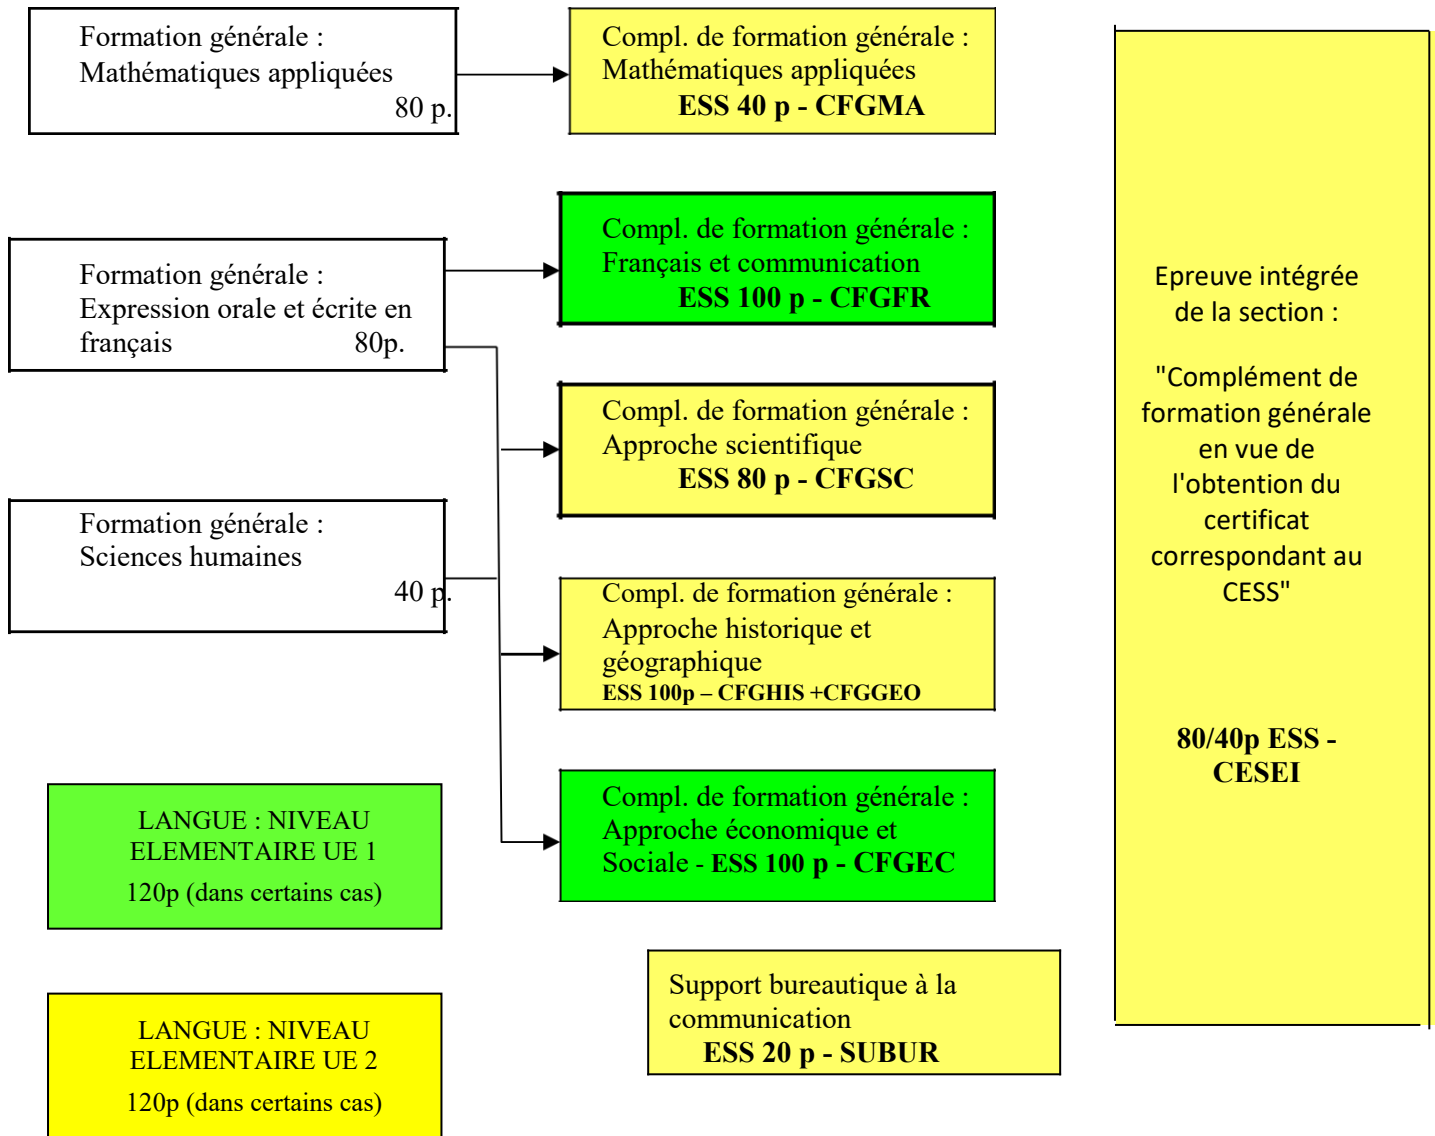 Formation générale :
Mathématiques appliquées
80 p.
Compl. de formation générale :
Mathématiques appliquées
ESS 40 p - CFGMA
Formation générale :
Expression orale et écrite en
français 80p.
Compl. de formation générale :
Français et communication
ESS 100 p - CFGFR
Compl. de formation générale :
Approche scientifique
ESS 80 p - CFGSC
Formation générale :
Sciences humaines
40 p.
Compl. de formation générale :
Approche historique et
géographique
ESS 100p – CFGHIS +CFGGEO
Compl. de formation générale :
Approche économique et
Sociale - ESS 100 p - CFGEC
LANGUE : NIVEAU
ELEMENTAIRE UE 1
120p (dans certains cas)
Support bureautique à la
communication
ESS 20 p - SUBUR
LANGUE : NIVEAU
ELEMENTAIRE UE 2
120p (dans certains cas)
Epreuve intégrée
de la section :
"Complément de
formation générale
en vue de
l'obtention du
certificat
correspondant au
CESS"
80/40p ESS -
CESEI